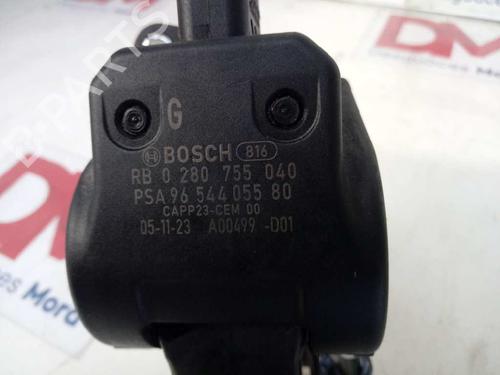 G
BOSCH 816
RB 0 280 755 040
PSA 96 544 055 80
CAPP23-CEM 00
05-11-23 A00499 -D01